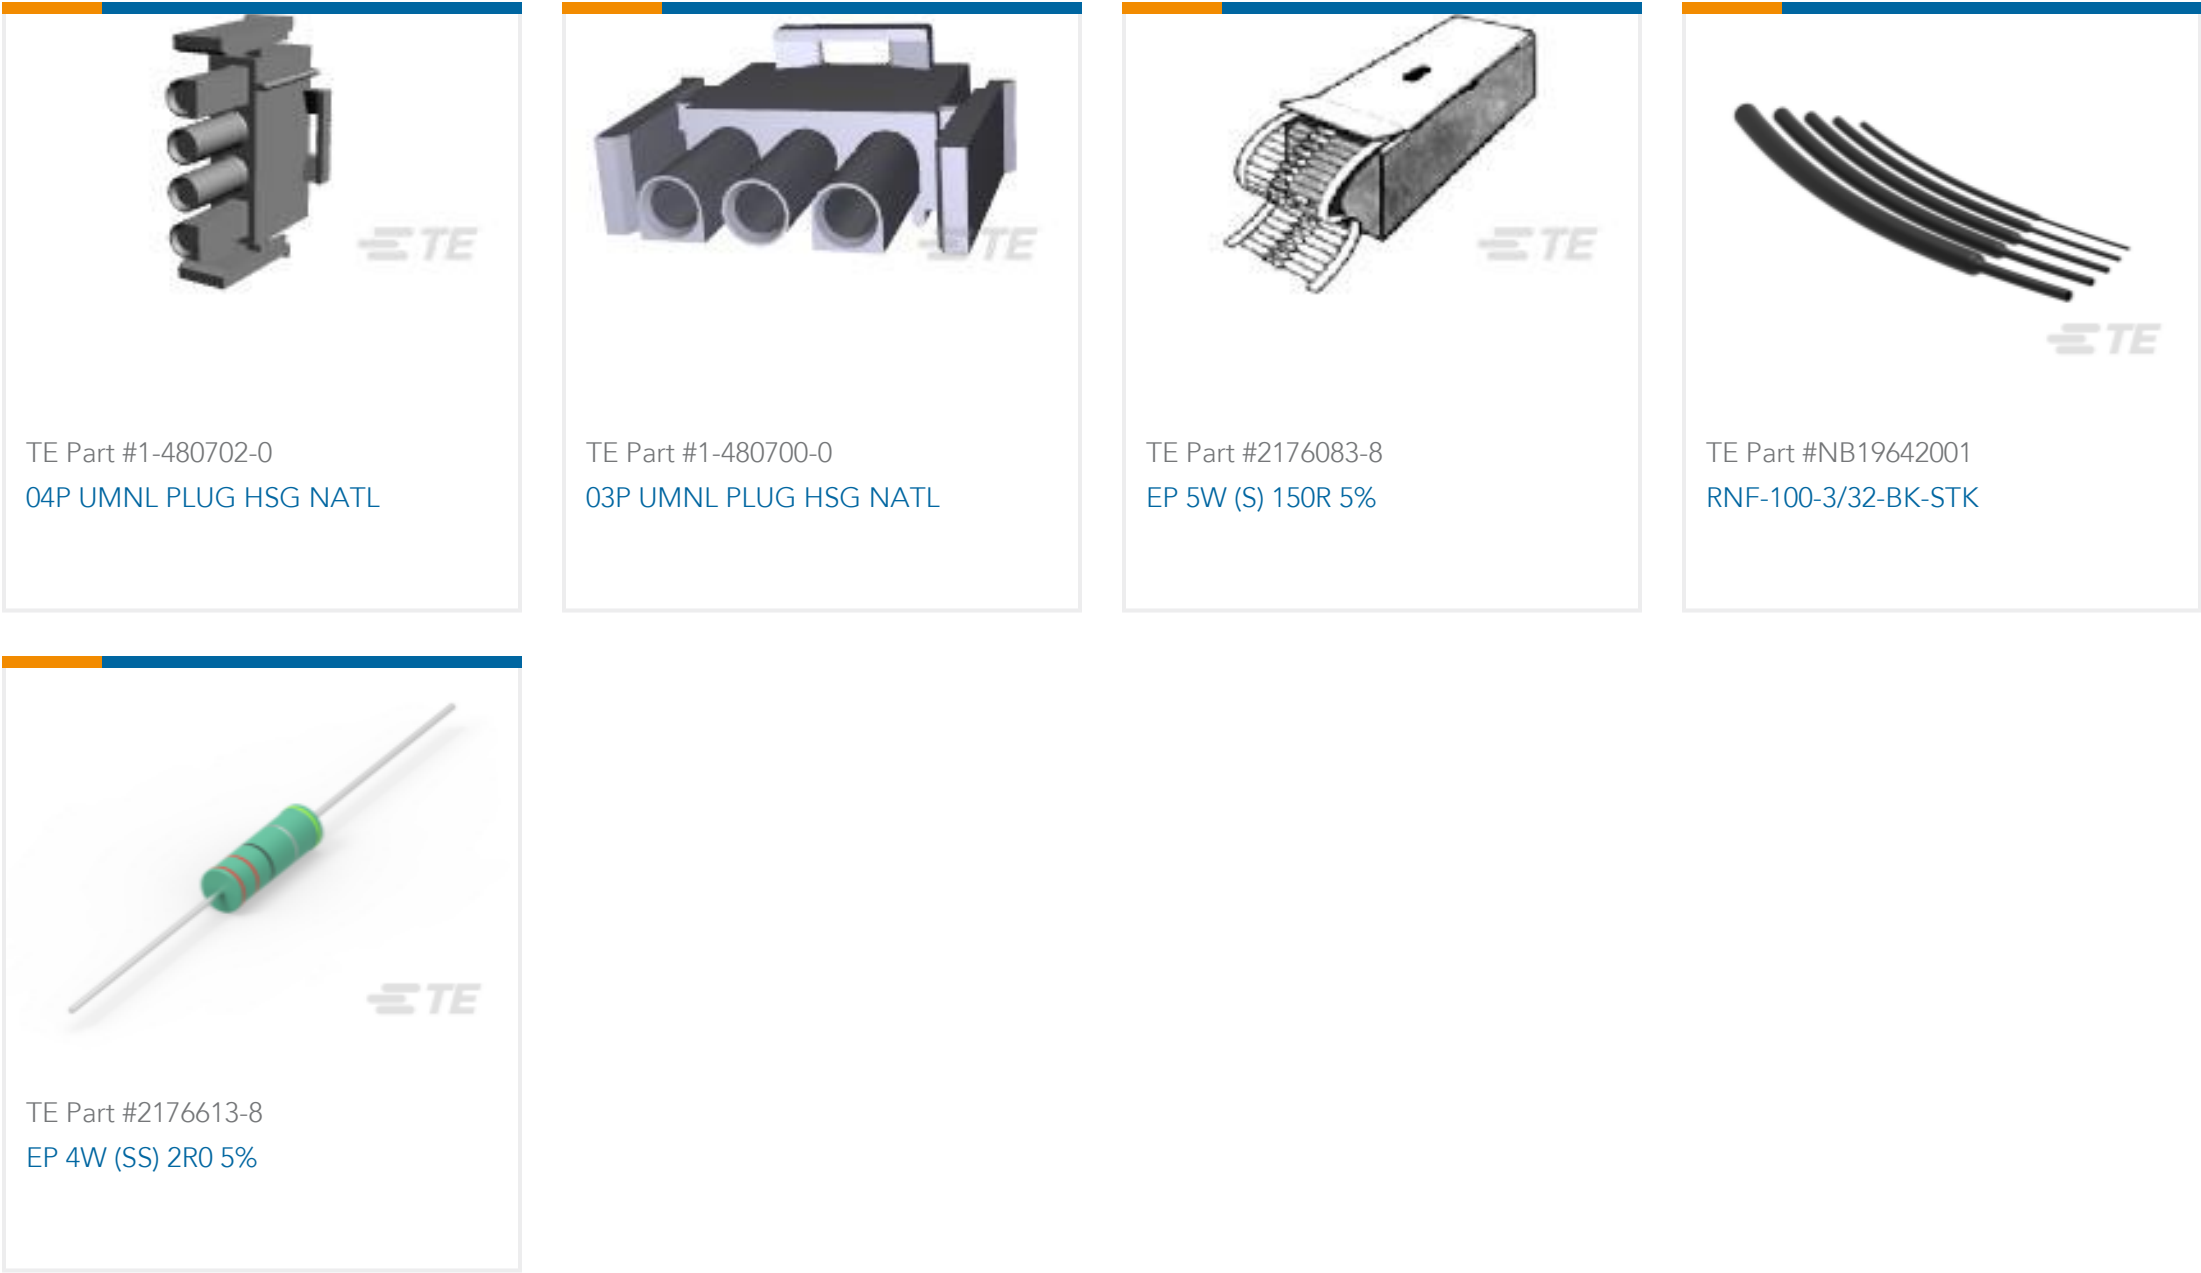 TE
TE Part #1-480702-0
04P UMNL PLUG HSG NATL
TE
TE Part #1-480700-0
03P UMNL PLUG HSG NATL
TE
TE Part #2176083-8
EP 5W (S) 150R 5%
TE
TE Part #NB19642001
RNF-100-3/32-BK-STK
TE
TE Part #2176613-8
EP 4W (SS) 2R0 5%